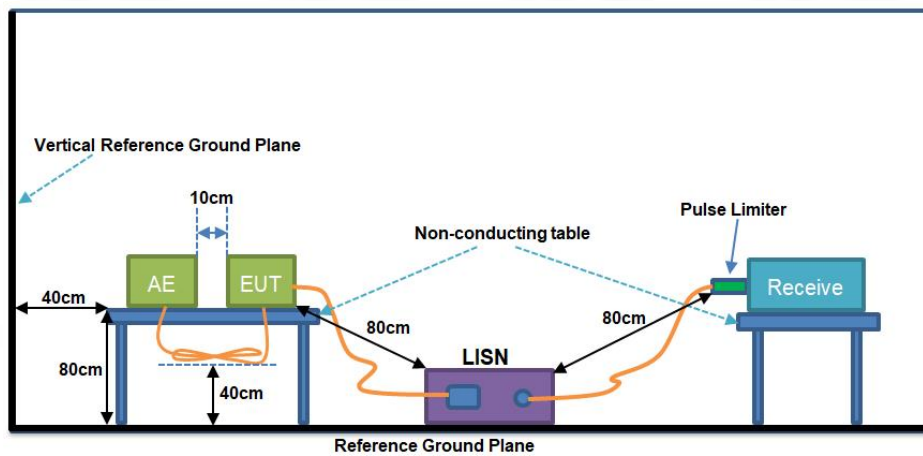 Vertical Reference Ground Plane
10cm
Pulse Limiter
Non-conducting table
AE
EUT
Receive
40cm
80cm
80cm
LISN
80cm
40cm
Reference Ground Plane